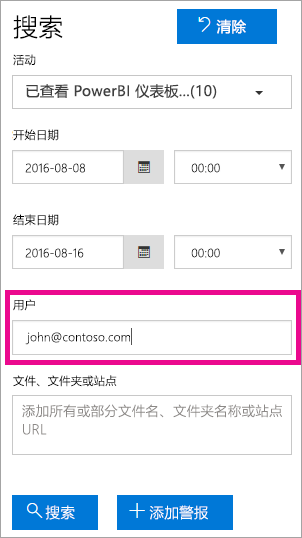 搜索
清除
活动
已查看 PowerBI 仪表板...(10)
开始日期
2016-08-08
00:00
结束日期
2016-08-16
00:00
用户
john@contoso.com
文件、文件夹或站点
添加所有或部分文件名、文件夹名称或站点
URL
搜索
添加警报